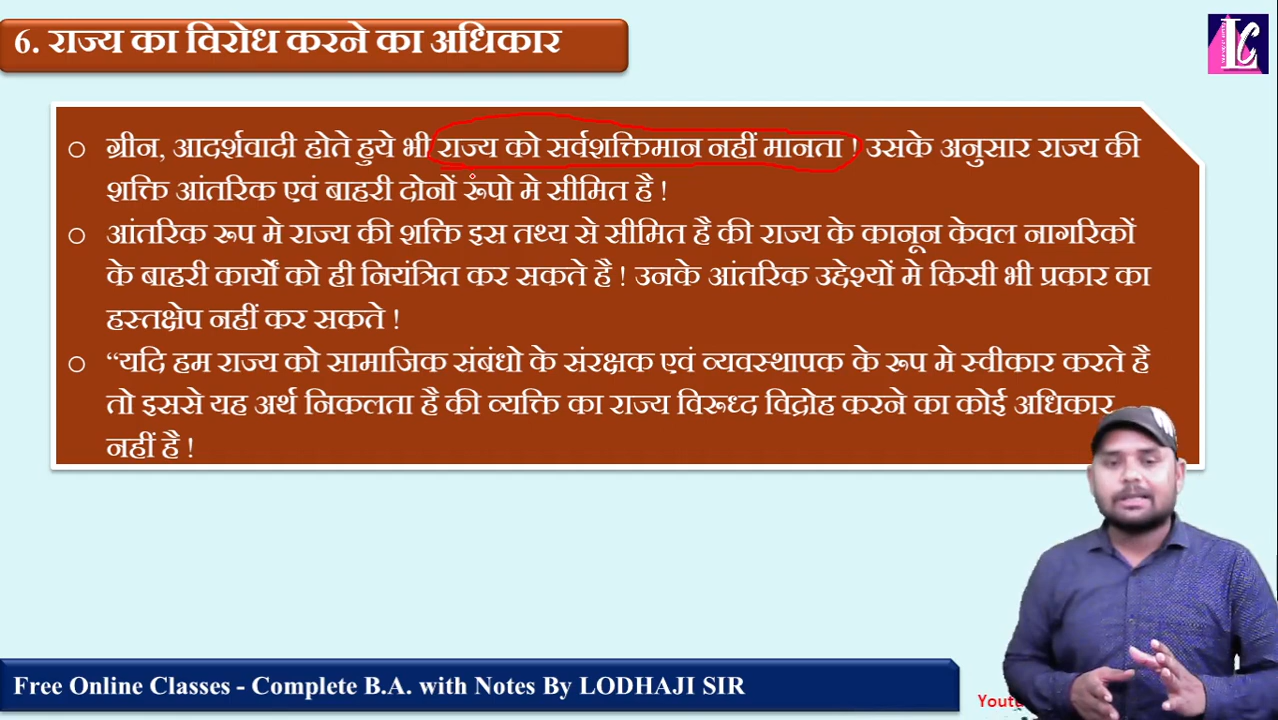 6. राज्य का विरोध करने का अधिकार
LC
ग्रीन, आदर्शवादी होते हुये भी राज्य को सर्वशक्तिमान नहीं मानता ! उसके अनुसार राज्य की
शक्ति आंतरिक एवं बाहरी दोनों रूंपो मे सीमित है !
आंतरिक रूप मे राज्य की शक्ति इस तथ्य से सीमित है की राज्य के कानून केवल नागरिकों
के बाहरी कार्यों को ही नियंत्रित कर सकते है ! उनके आंतरिक उद्देश्यों मे किसी भी प्रकार का
हस्तक्षेप नहीं कर सकते !
“यदि हम राज्य को सामाजिक संबंधो के संरक्षक एवं व्यवस्थापक के रूप मे स्वीकार करते है
तो इससे यह अर्थ निकलता है की व्यक्ति का राज्य विरूध्द विद्रोह करने का कोई अधिकार
नहीं है !
Free Online Classes - Complete B.A. with Notes By LODHAJI SIR
Youtu